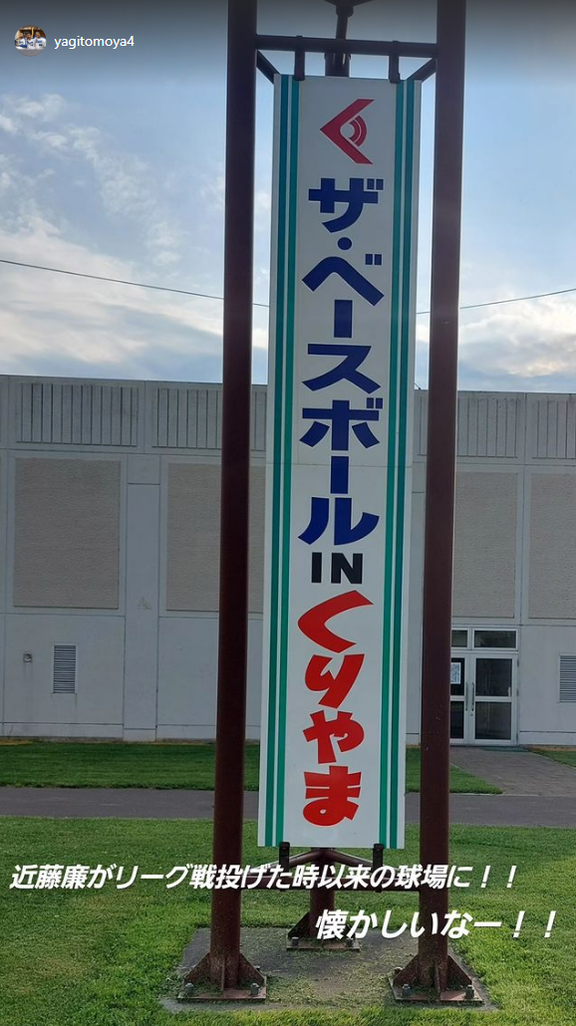 yagitomoya4
ザ・ベースボール
IN
くりやま
近藤廉がリーグ戦投げた時以来の球場に！！
懐かしいなー！！